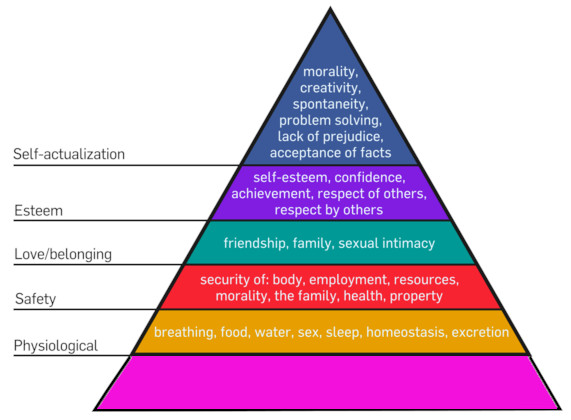 morality,
creativity,
spontaneity,
problem solving,
lack of prejudice,
acceptance of facts
Self-actualization
self-esteem, confidence,
achievement, respect of others,
respect by others
Esteem
friendship, family, sexual intimacy
Love/belonging
security of: body, employment, resources,
morality, the family, health, property
Safety
breathing, food, water, sex, sleep, homeostasis, excretion
Physiological